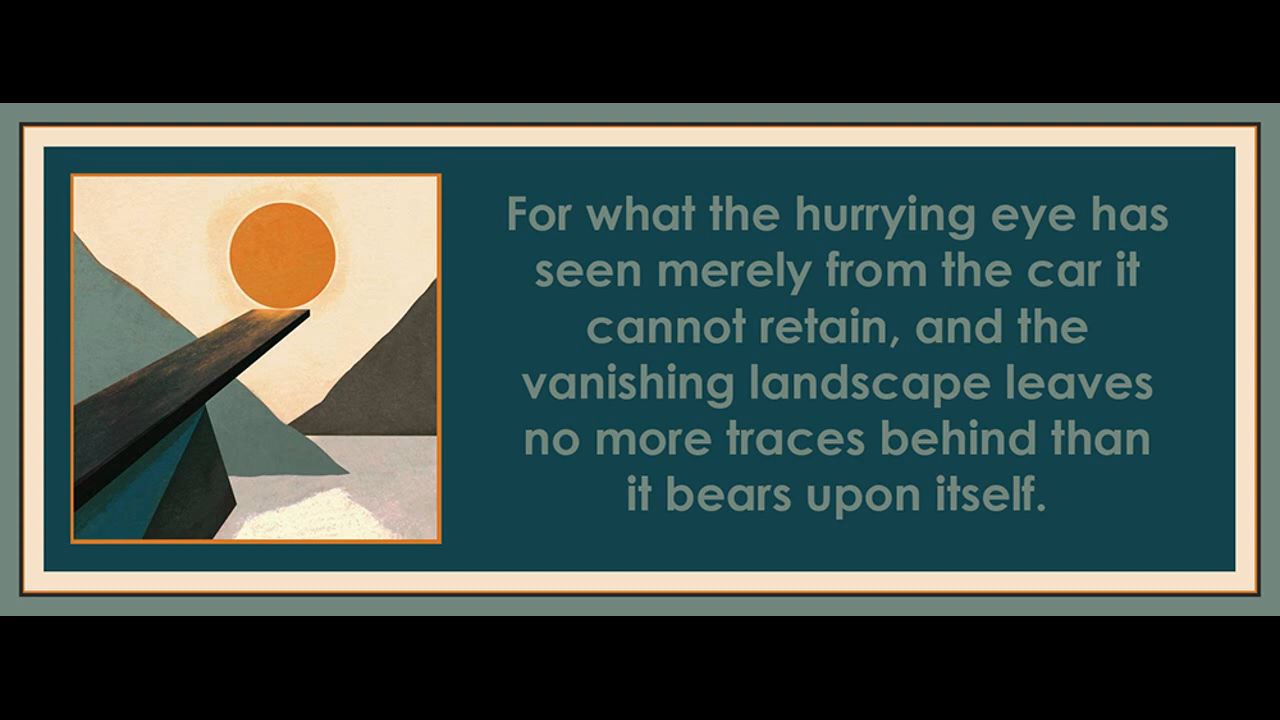 For what the hurrying eye has
seen merely from the car it
cannot retain, and the
vanishing landscape leaves
no more traces behind than
it bears upon itself.